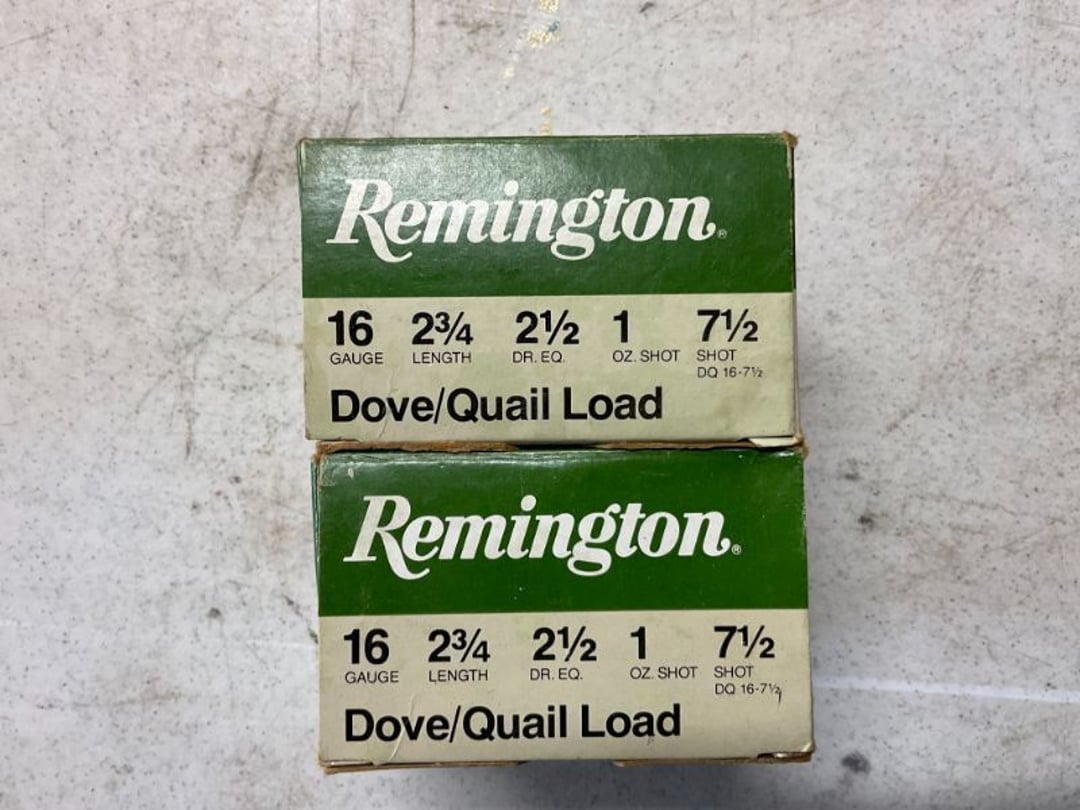 Remington®
16 2¾ 2½ 1 7½
GAUGE LENGTH DR. EQ. OZ. SHOT SHOT
DQ 16-7½
Dove/Quail Load
Remington®
16 2¾ 2½ 1 7½
GAUGE LENGTH DR. EQ. OZ. SHOT SHOT
DQ 16-7½
Dove/Quail Load